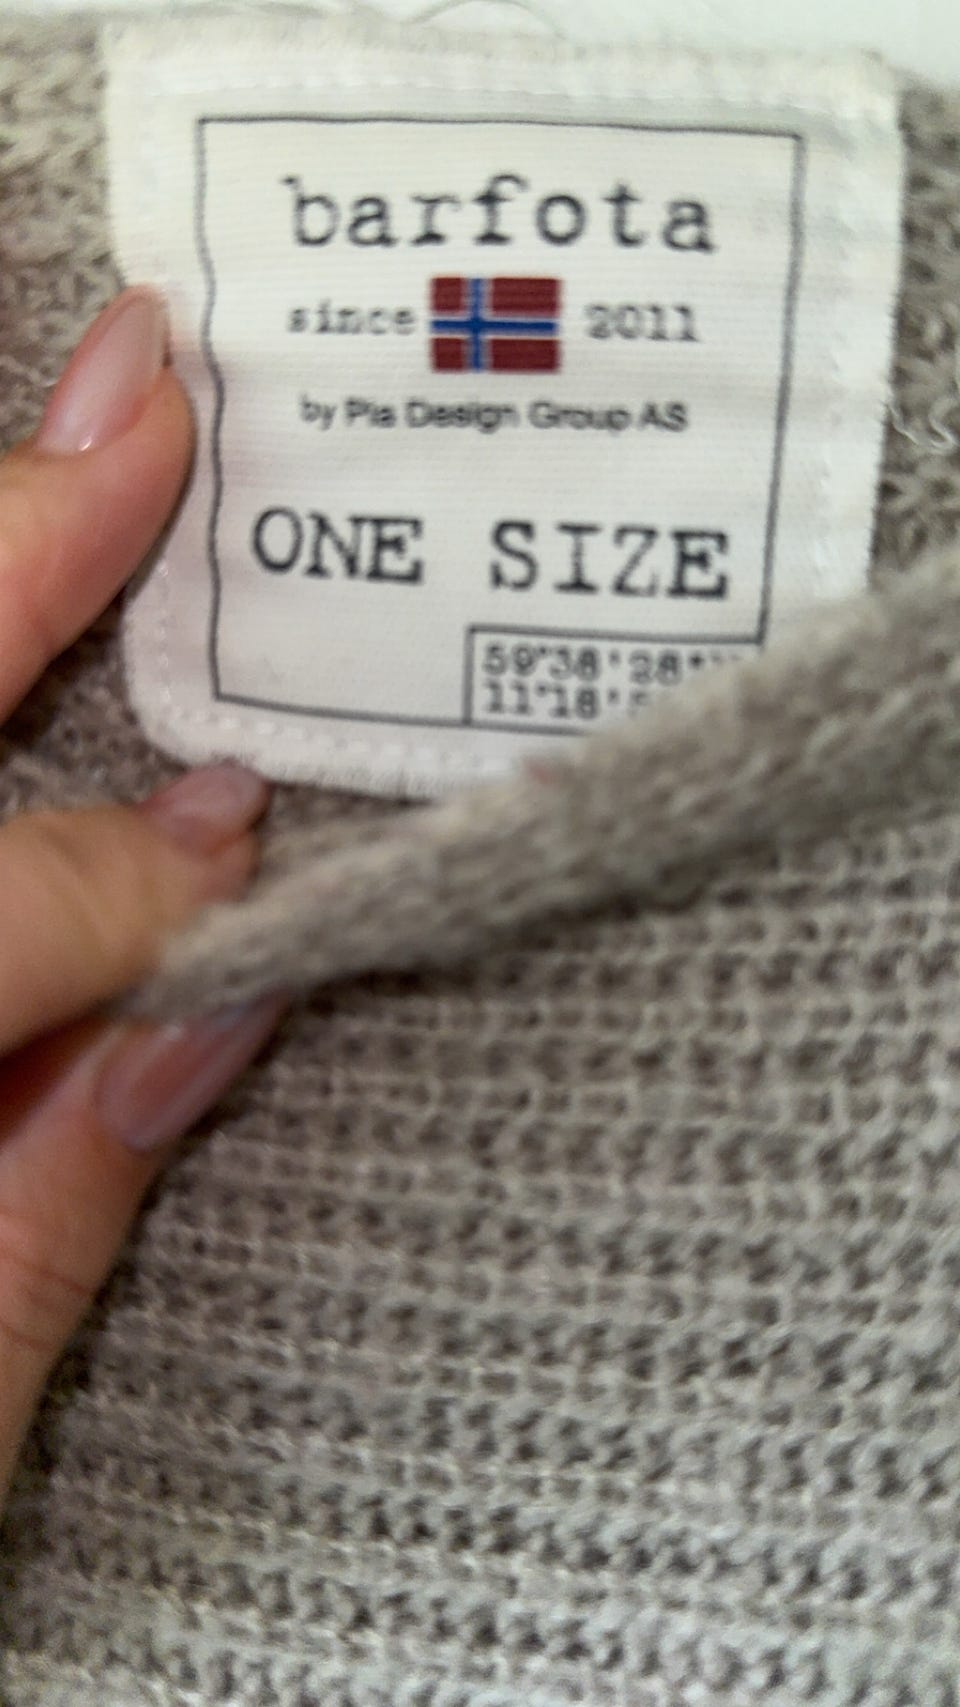 barfota
since 2011
by Pia Design Group AS
ONE SIZE
59°38'28"
11°18'